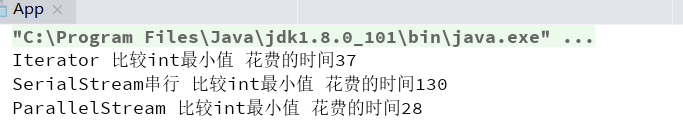 App ×
"C:\Program Files\Java\jdk1.8.0_101\bin\java.exe" ...
Iterator 比较int最小值 花费的时间37
SerialStream串行 比较int最小值 花费的时间130
ParallelStream 比较int最小值 花费的时间28